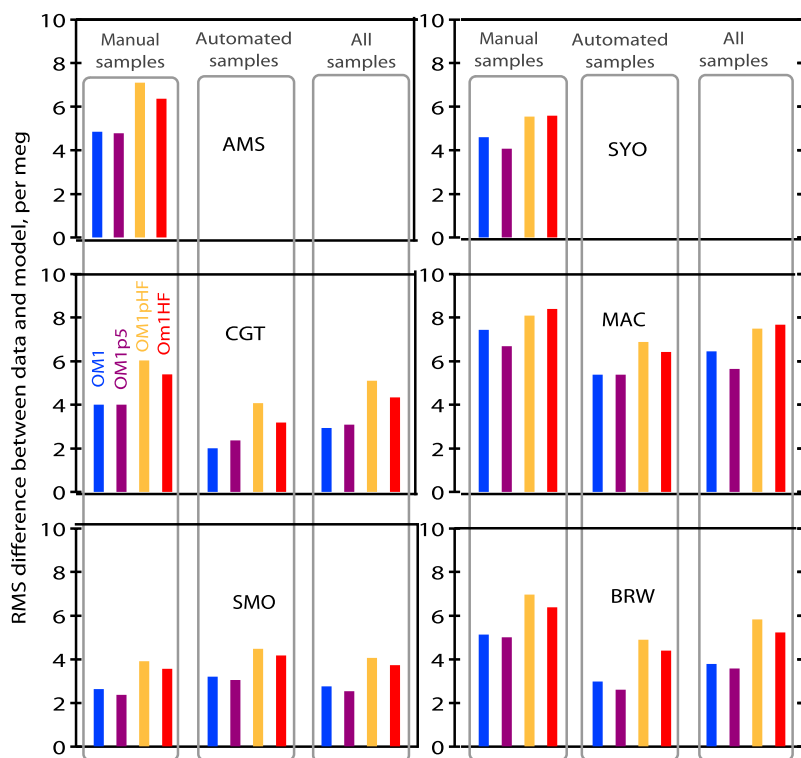 RMS difference between data and model, per meg
Manual
samples
Automated
samples
All
samples
Manual
samples
Automated
samples
All
samples
10
8
6
4
2
0
AMS
10
8
6
4
2
0
SYO
10
8
6
4
2
0
OM1
OM1p5
OM1pHF
Om1HF
CGT
10
8
6
4
2
0
MAC
10
8
6
4
2
0
SMO
10
8
6
4
2
0
BRW